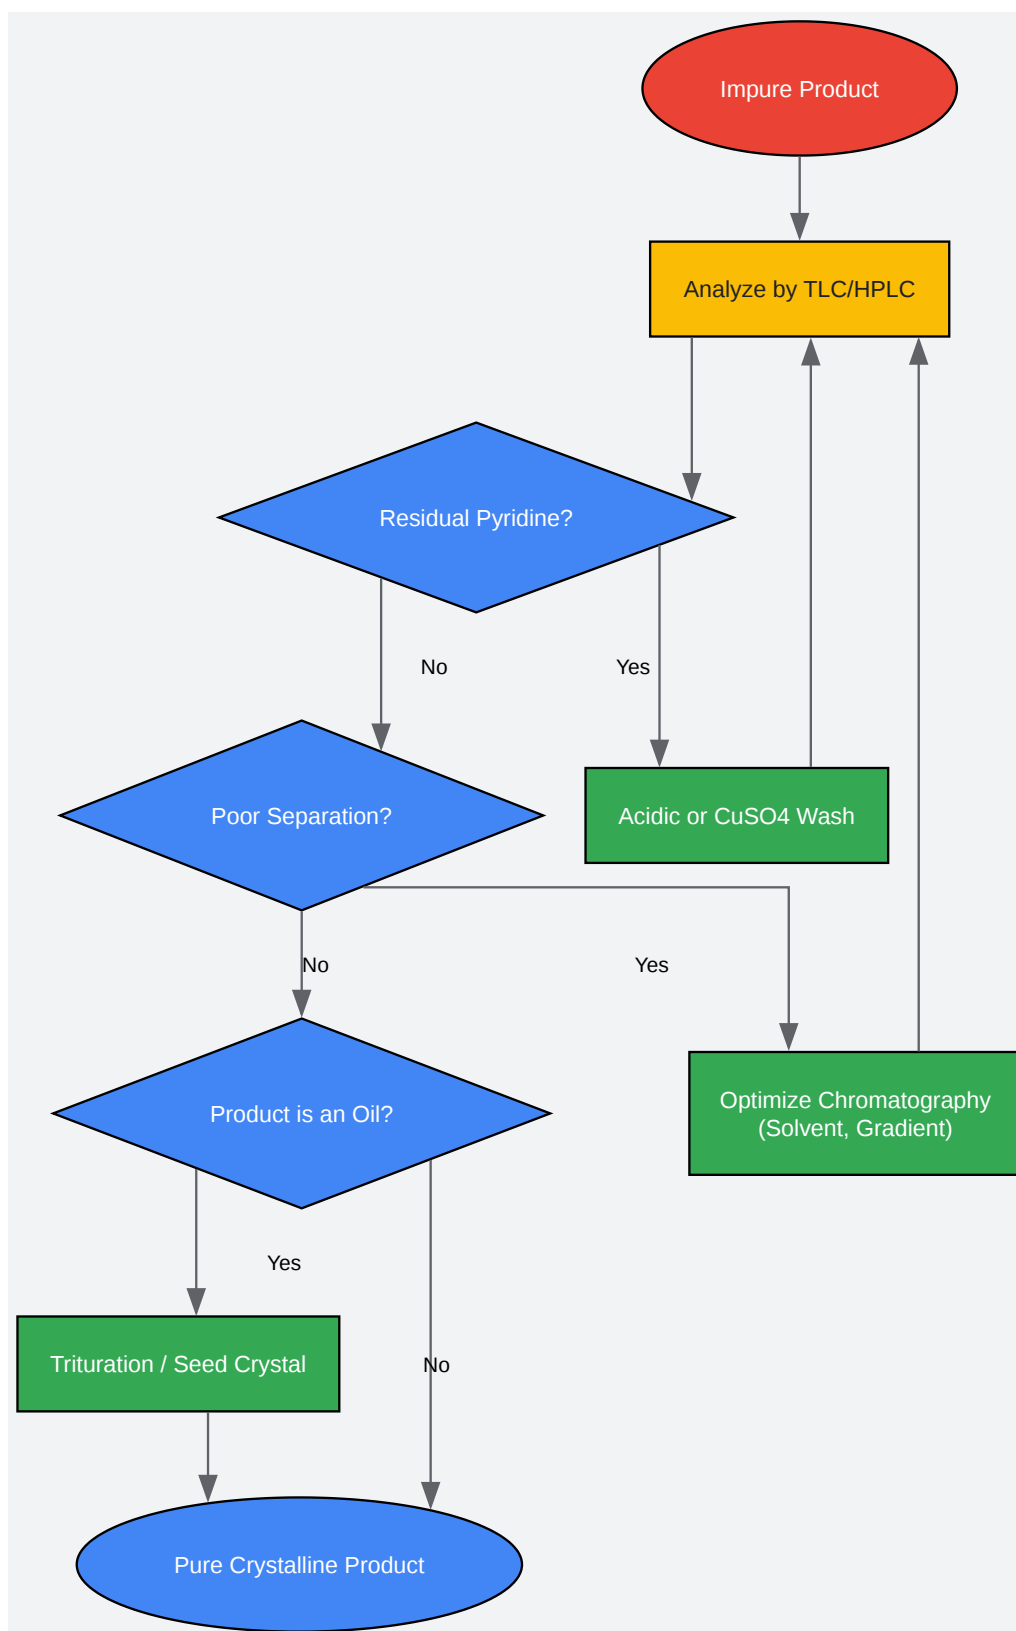 Impure Product
Analyze by TLC/HPLC
Residual Pyridine?
No
Yes
Poor Separation?
Acidic or CuSO4 Wash
No
Yes
Product is an Oil?
Optimize Chromatography
(Solvent, Gradient)
Yes
Trituration / Seed Crystal
No
Pure Crystalline Product